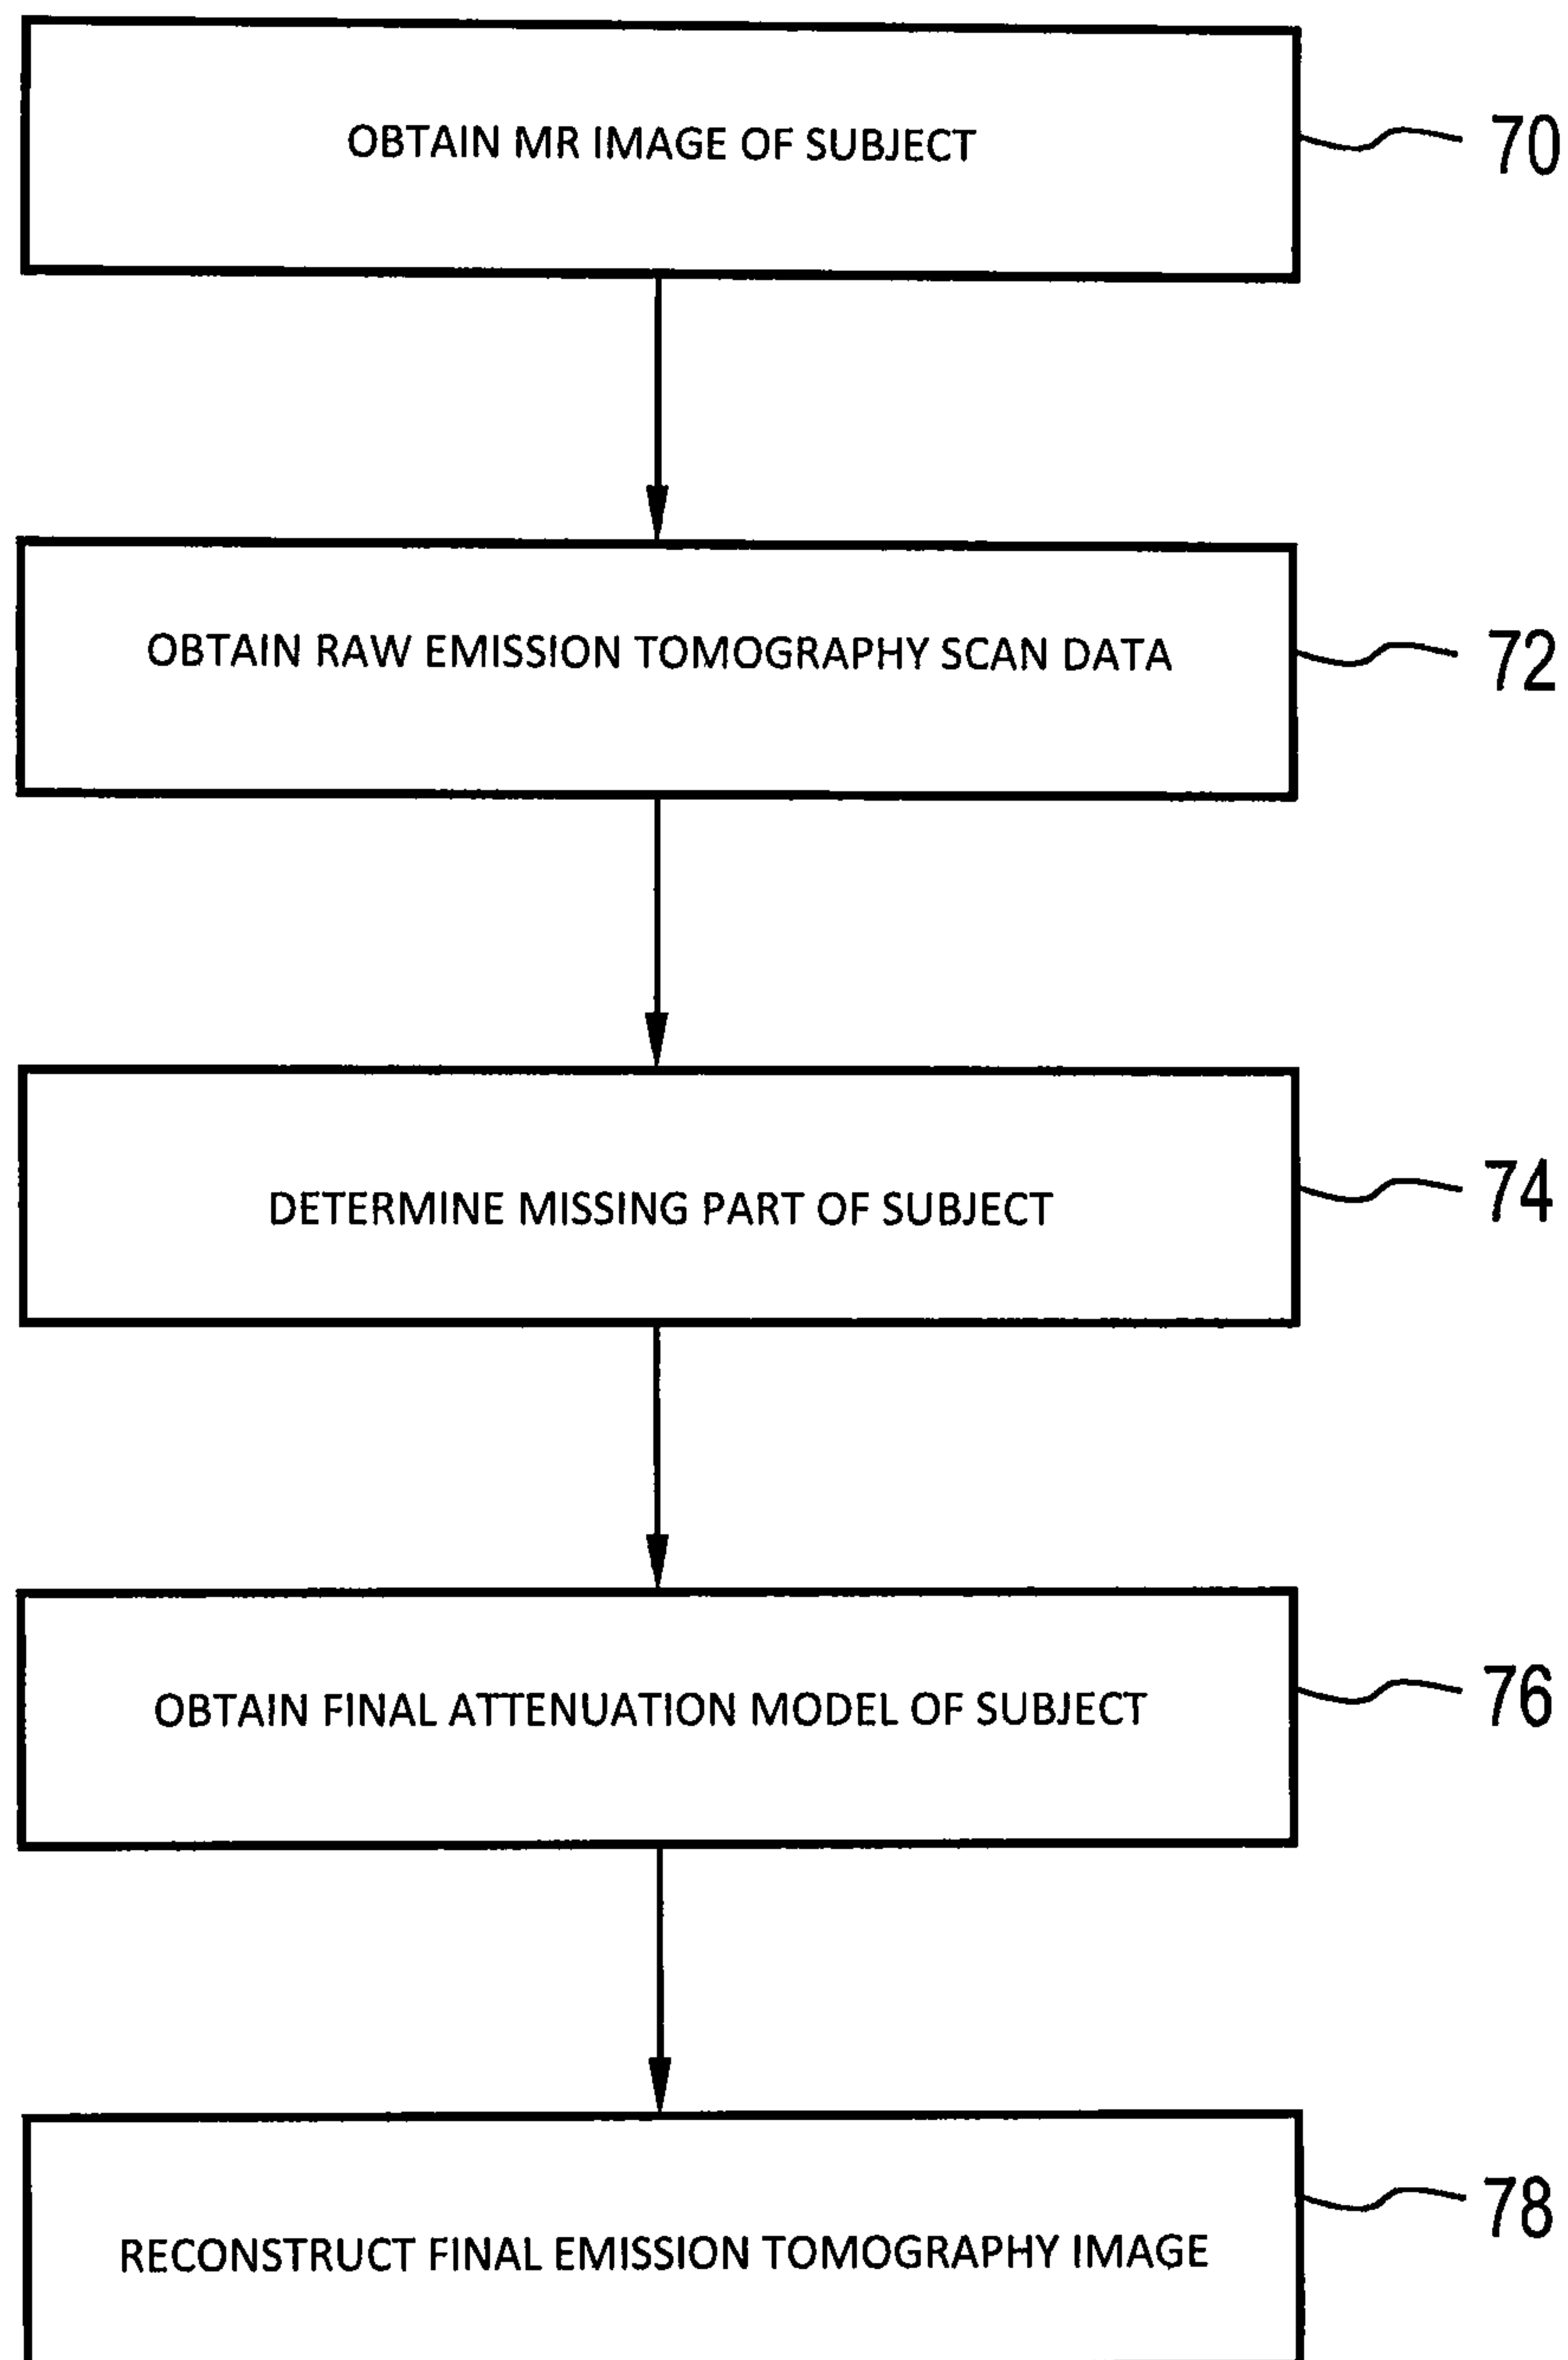 OBTAIN MR IMAGE OF SUBJECT
70
OBTAIN RAW EMISSION TOMOGRAPHY SCAN DATA
72
DETERMINE MISSING PART OF SUBJECT
74
OBTAIN FINAL ATTENUATION MODEL OF SUBJECT
76
RECONSTRUCT FINAL EMISSION TOMOGRAPHY IMAGE
78